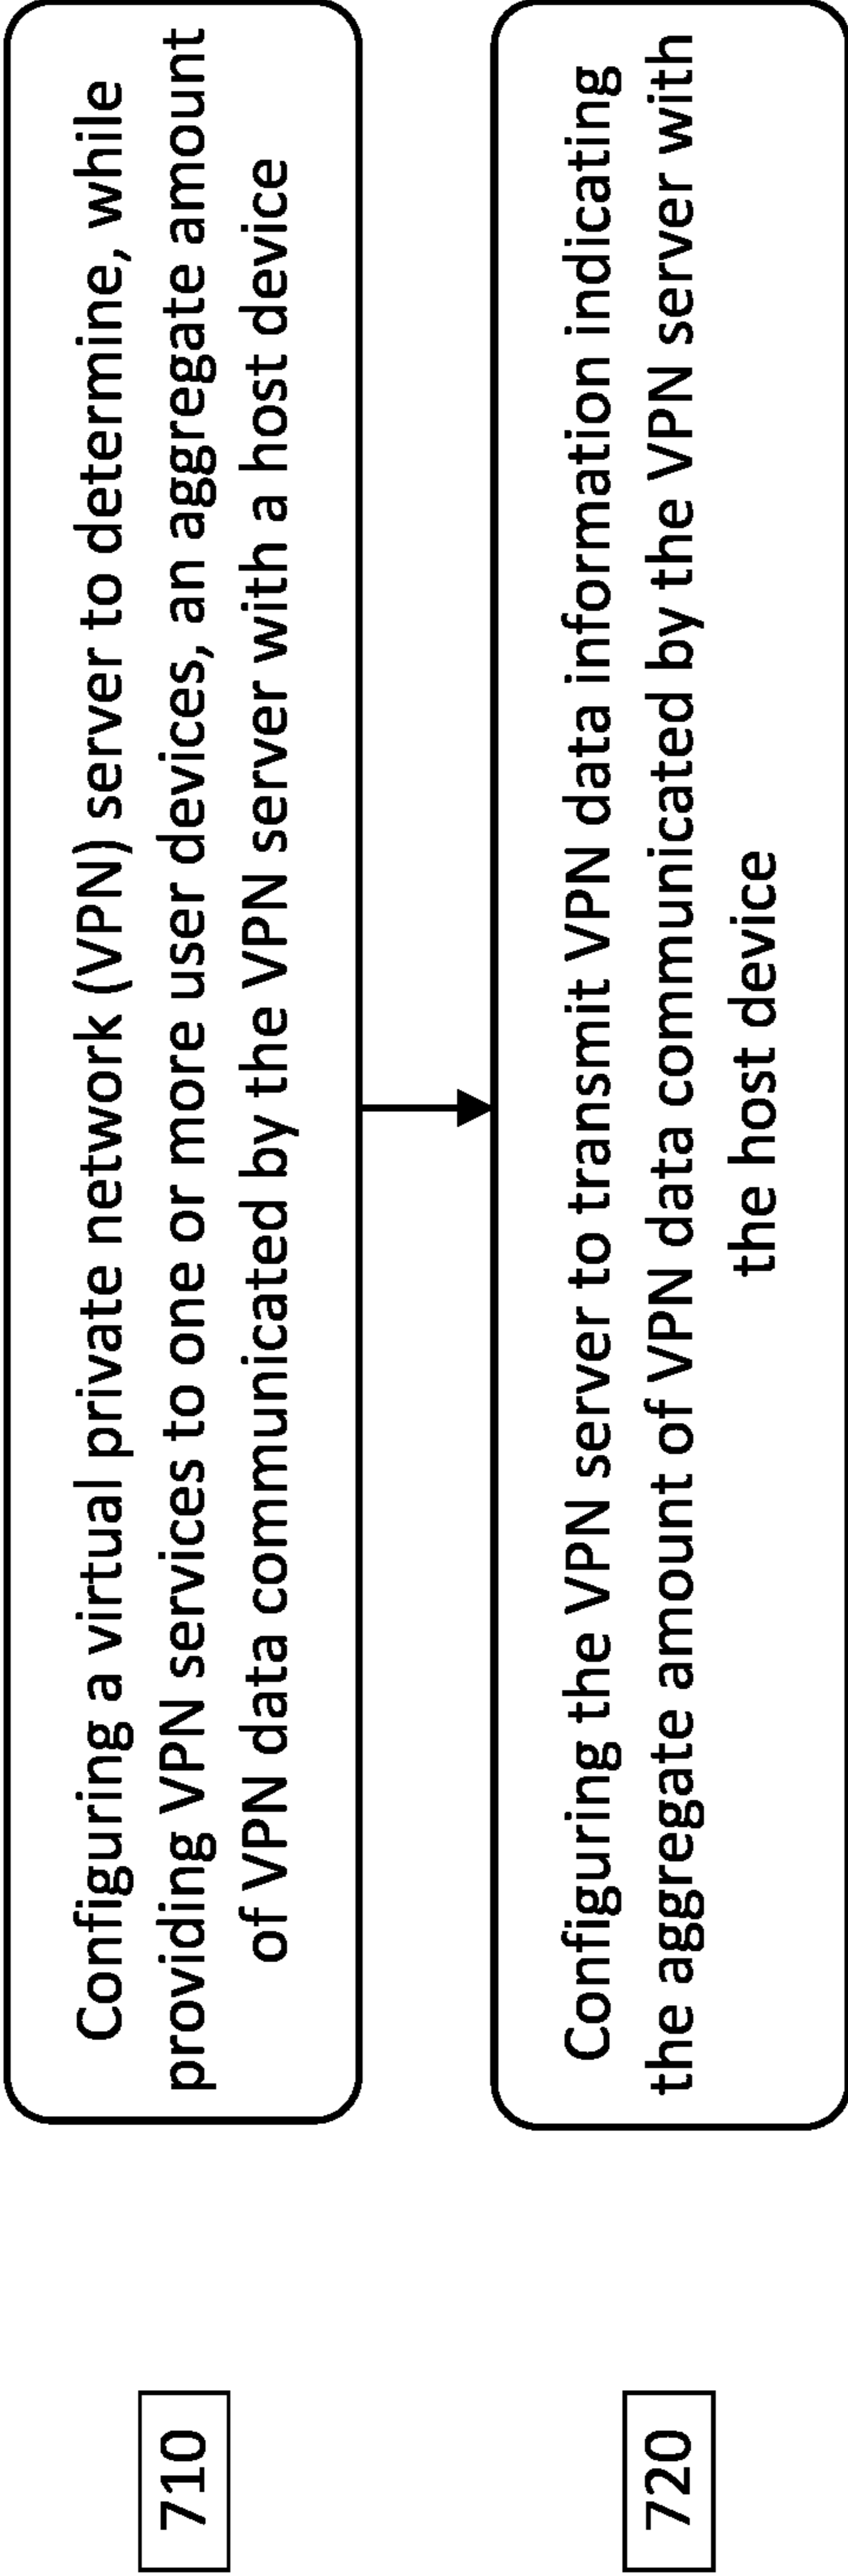 710
Configuring a virtual private network (VPN) server to determine, while
providing VPN services to one or more user devices, an aggregate amount
of VPN data communicated by the VPN server with a host device
720
Configuring the VPN server to transmit VPN data information indicating
the aggregate amount of VPN data communicated by the VPN server with
the host device